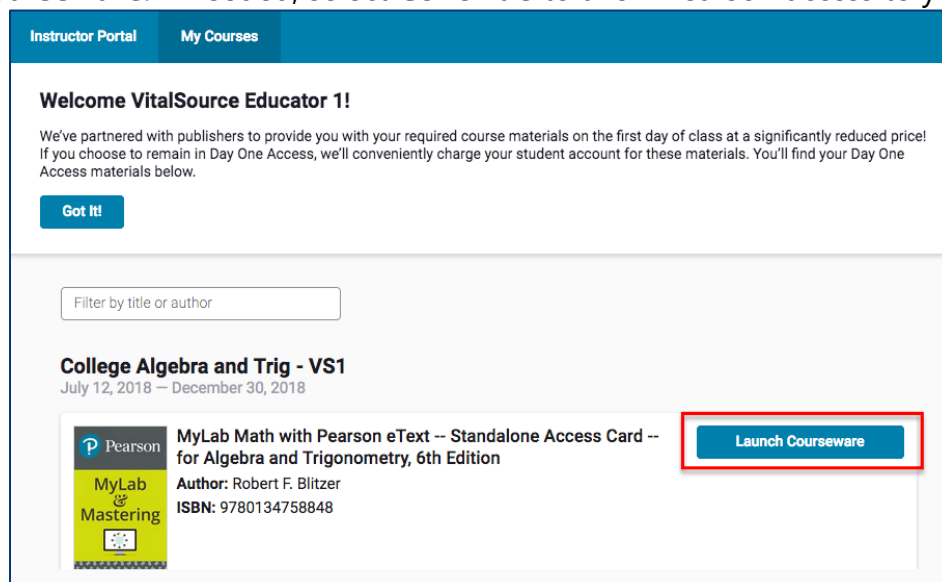 Instructor Portal My Courses
Welcome VitalSource Educator 1!
We've partnered with publishers to provide you with your required course materials on the first day of class at a significantly reduced price!
If you choose to remain in Day One Access, we'll conveniently charge your student account for these materials. You'll find your Day One
Access materials below.
Got It!
Filter by title or author
College Algebra and Trig - VS1
July 12, 2018 — December 30, 2018
Pearson
MyLab
&
Mastering
MyLab Math with Pearson eText -- Standalone Access Card --
for Algebra and Trigonometry, 6th Edition
Author: Robert F. Blitzer
ISBN: 9780134758848
Launch Courseware